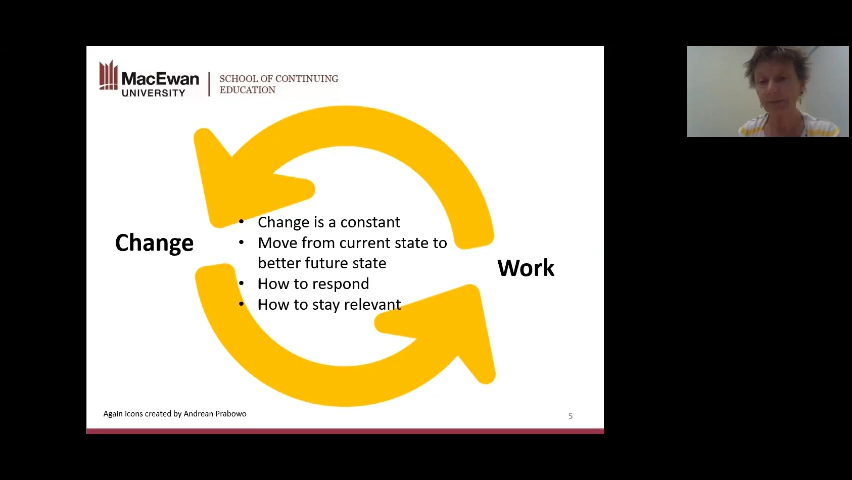 MacEwan
UNIVERSITY
SCHOOL OF CONTINUING
EDUCATION
Change
• Change is a constant
• Move from current state to
better future state
• How to respond
• How to stay relevant
Work
Again Icons created by Andrean Prabowo
5